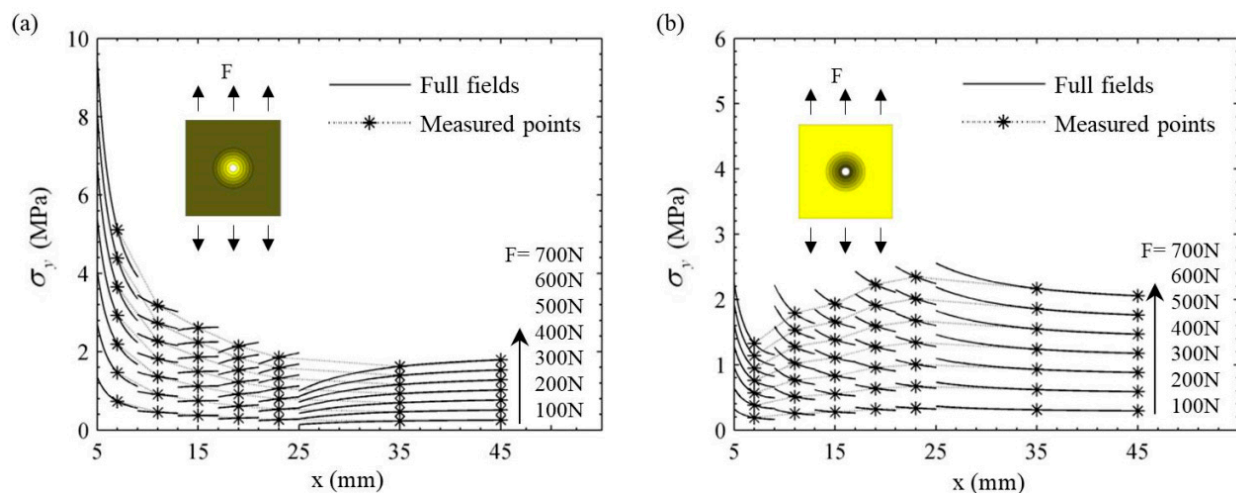 (a)
10
8
6
4
2
0
σy (MPa)
5
15
25
35
45
x (mm)
F
Full fields
Measured points
F= 700N
600N
500N
400N
300N
200N
100N
(b)
6
5
4
3
2
1
0
σy (MPa)
5
15
25
35
45
x (mm)
F
Full fields
Measured points
F= 700N
600N
500N
400N
300N
200N
100N